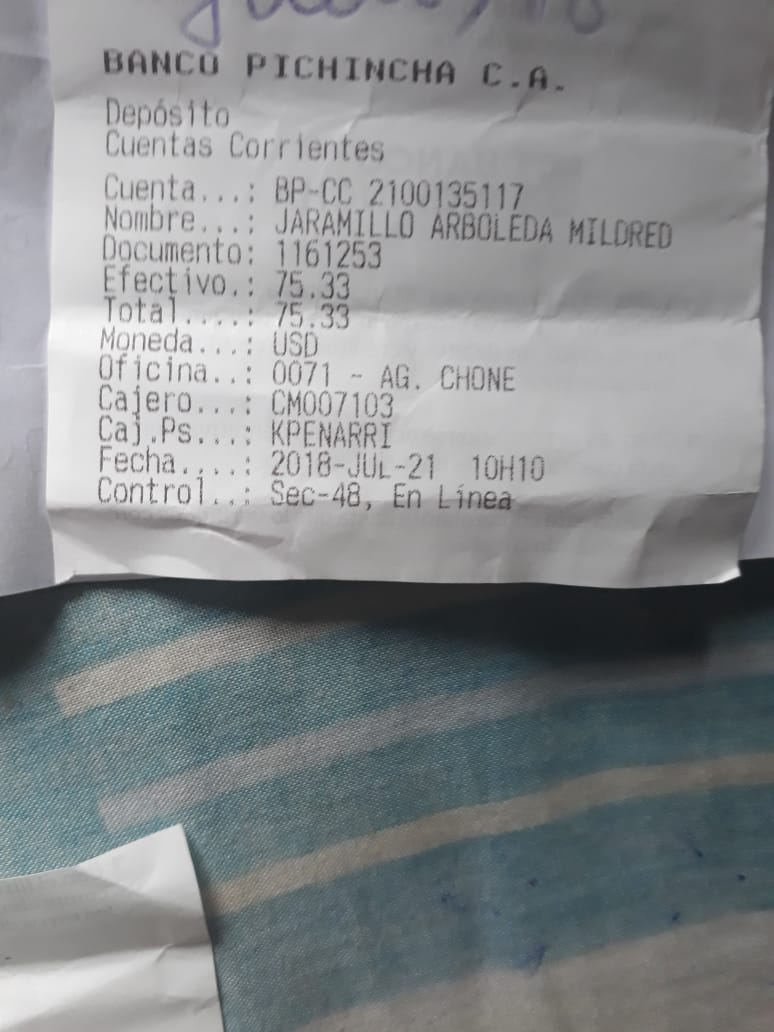 BANCO PICHINCHA C.A.
Depósito
Cuentas Corrientes
Cuenta...: BP-CC 2100135117
Nombre...: JARAMILLO ARBOLEDA MILDRED
Documento: 1161253
Efectivo.: 75.33
Total....: 75.33
Moneda...: USD
Oficina..: 0071 - AG. CHONE
Cajero...: CM007103
Caj.Ps...: KPENARRI
Fecha....: 2018-JUL-21 10H10
Control..: Sec-48, En Línea